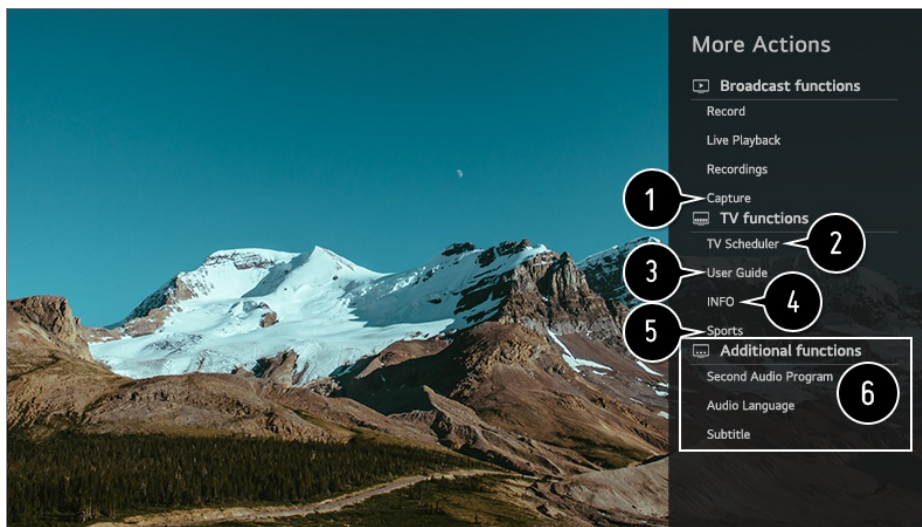 More Actions
Broadcast functions
Record
Live Playback
Recordings
1 Capture
TV functions
TV Scheduler 2
3 User Guide
INFO 4
5 Sports
Additional functions
Second Audio Program
6
Audio Language
Subtitle